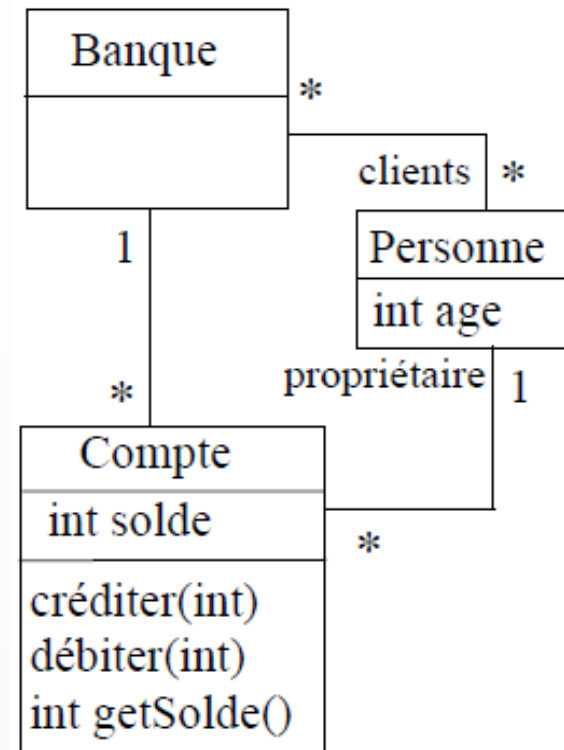 Banque
*
clients *
1
Personne
int age
propriétaire 1
*
Compte
int solde
*
créditer(int)
débiter(int)
int getSolde()